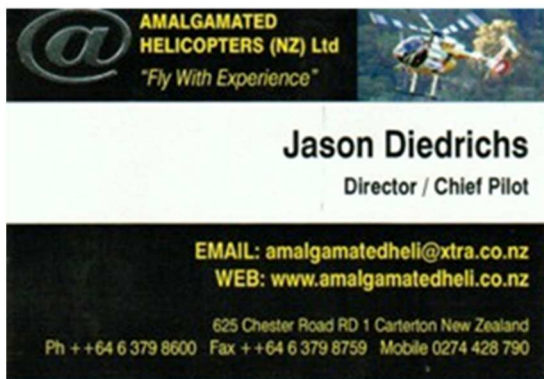 @
AMALGAMATED
HELICOPTERS (NZ) Ltd
"Fly With Experience"
Jason Diedrichs
Director / Chief Pilot
EMAIL: amalgamatedheli@xtra.co.nz
WEB: www.amalgamatedheli.co.nz
625 Chester Road RD 1 Carterton New Zealand
Ph ++64 6 379 8600 Fax ++64 6 379 8759 Mobile 0274 428 790